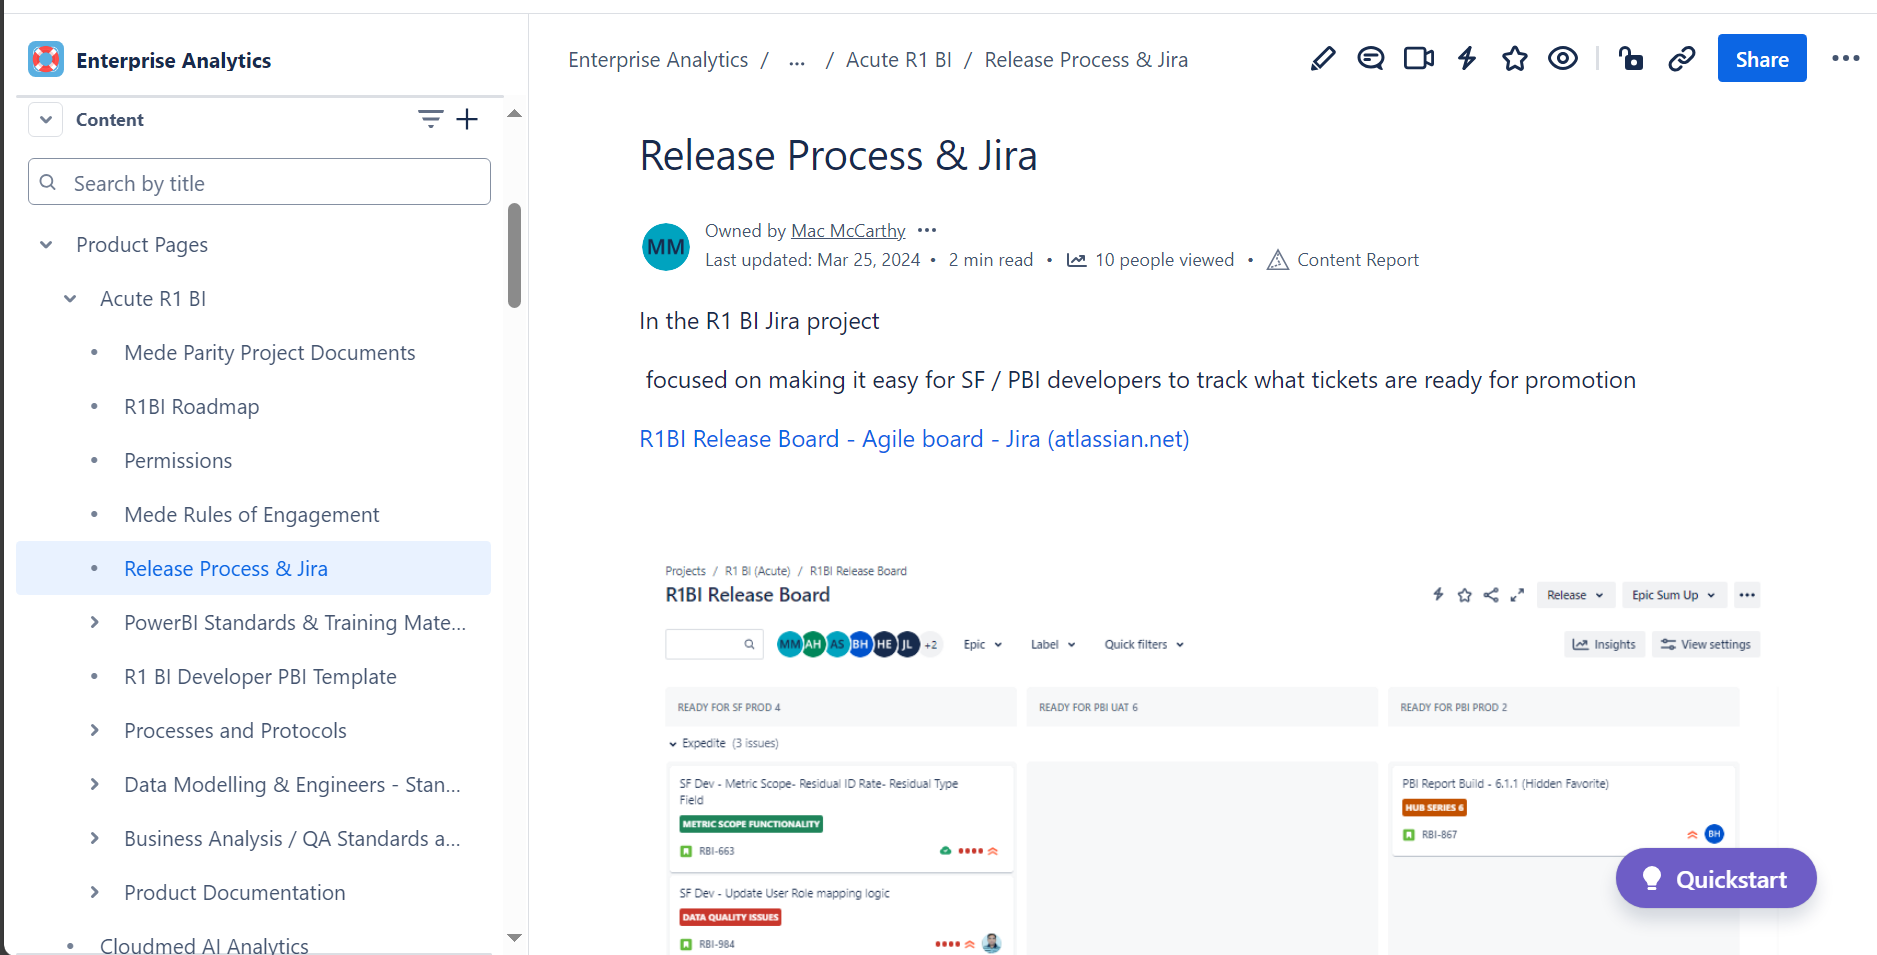 Enterprise Analytics
Content
Search by title
Product Pages
Acute R1 BI
Mede Parity Project Documents
R1BI Roadmap
Permissions
Mede Rules of Engagement
Release Process & Jira
PowerBI Standards & Training Mate...
R1 BI Developer PBI Template
Processes and Protocols
Data Modelling & Engineers - Stan...
Business Analysis / QA Standards a...
Product Documentation
Cloudmed AI Analytics
Enterprise Analytics / ... / Acute R1 BI / Release Process & Jira
Share
Release Process & Jira
MM
Owned by Mac McCarthy
Last updated: Mar 25, 2024 • 2 min read • 10 people viewed • Content Report
In the R1 BI Jira project
focused on making it easy for SF / PBI developers to track what tickets are ready for promotion
R1BI Release Board - Agile board - Jira (atlassian.net)
Projects / R1 BI (Acute) / R1BI Release Board
R1BI Release Board
Release Epic Sum Up
MM AH AS BH HE JL +2 Epic Label Quick filters Insights View settings
READY FOR SF PROD 4 READY FOR PBI UAT 6 READY FOR PBI PROD 2
Expedite (3 issues)
SF Dev - Metric Scope- Residual ID Rate- Residual Type
Field
METRIC SCOPE FUNCTIONALITY
RBI-663
SF Dev - Update User Role mapping logic
DATA QUALITY ISSUES
RBI-984
PBI Report Build - 6.1.1 (Hidden Favorite)
HUB SERIES 6
RBI-867 BH
Quickstart